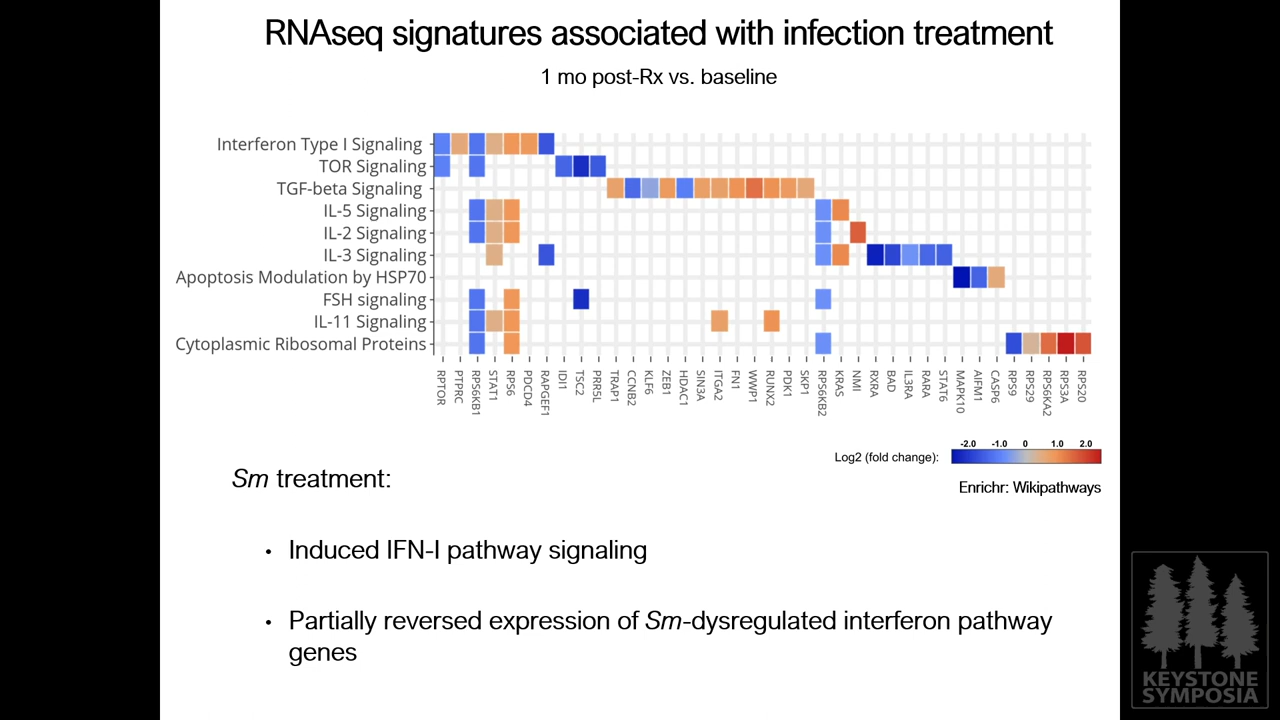 RNAseq signatures associated with infection treatment
1 mo post-Rx vs. baseline
Interferon Type I Signaling
TOR Signaling
TGF-beta Signaling
IL-5 Signaling
IL-2 Signaling
IL-3 Signaling
Apoptosis Modulation by HSP70
FSH signaling
IL-11 Signaling
Cytoplasmic Ribosomal Proteins
RPTOR
PTPRC
RPS6KB1
STAT1
RPS6
PDCD4
RAPGEF1
IDI1
TSC2
PRR5L
TRAP1
CCNB2
KLF6
ZEB1
HDAC1
SIN3A
ITGA2
FN1
WWP1
RUNX2
PDK1
SKP1
RPS6KB2
KRAS
NMI
RXRA
BAD
IL3RA
RARA
STAT6
MAPK10
AIFM1
CASP6
RPS9
RPS29
RPS6KA2
RPS3A
RPS20
-2.0 -1.0 0 1.0 2.0
Log2 (fold change):
Enrichr: Wikipathways
Sm treatment:
• Induced IFN-I pathway signaling
• Partially reversed expression of Sm-dysregulated interferon pathway
genes
KEYSTONE
SYMPOSIA